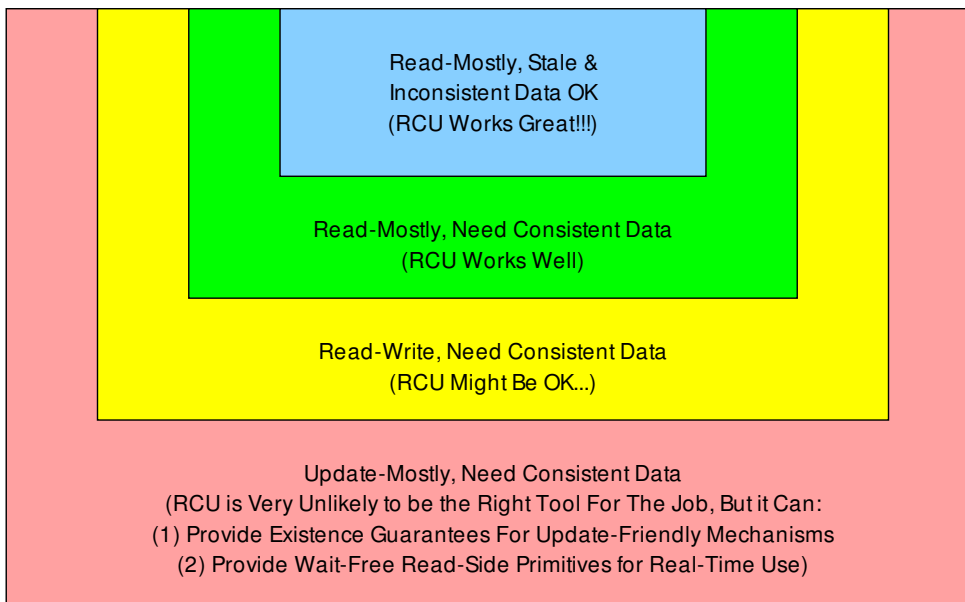 Read-Mostly, Stale &
Inconsistent Data OK
(RCU Works Great!!!)
Read-Mostly, Need Consistent Data
(RCU Works Well)
Read-Write, Need Consistent Data
(RCU Might Be OK...)
Update-Mostly, Need Consistent Data
(RCU is Very Unlikely to be the Right Tool For The Job, But it Can:
(1) Provide Existence Guarantees For Update-Friendly Mechanisms
(2) Provide Wait-Free Read-Side Primitives for Real-Time Use)